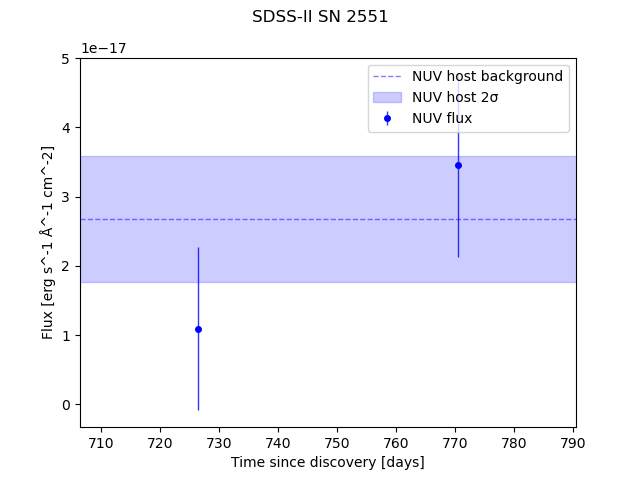 SDSS-II SN 2551
1e−17
NUV host background
NUV host 2σ
NUV flux
5
4
3
2
1
0
Flux [erg s^-1 Å^-1 cm^-2]
710 720 730 740 750 760 770 780 790
Time since discovery [days]